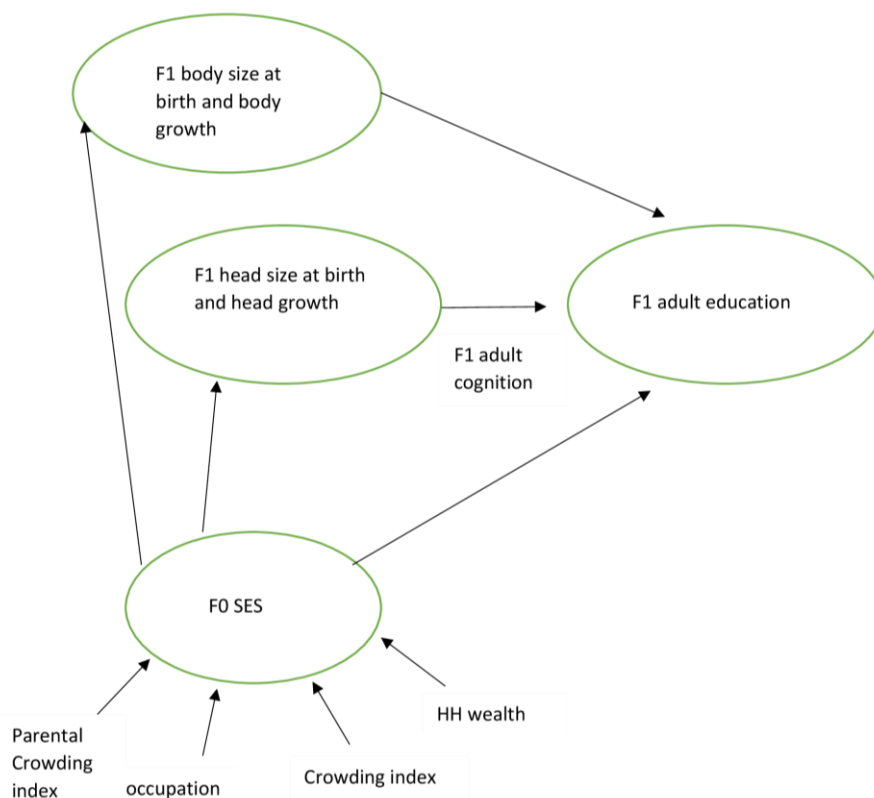 F1 body size at
birth and body
growth
F1 head size at birth
and head growth
F1 adult education
F1 adult
cognition
F0 SES
HH wealth
Parental
Crowding
index
occupation
Crowding index